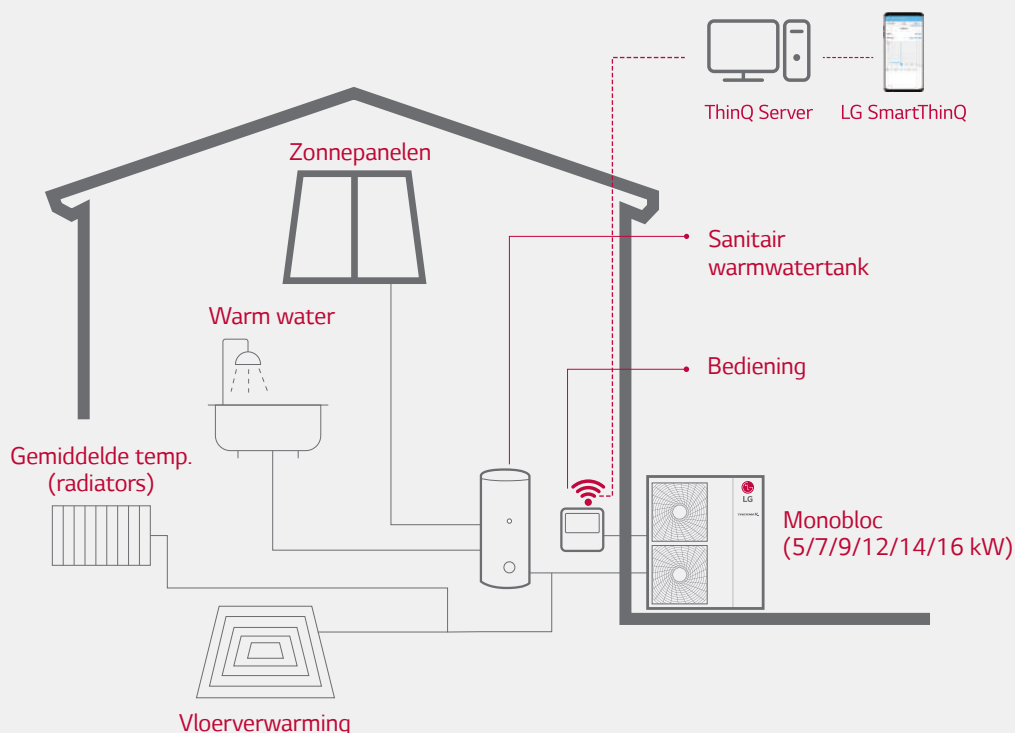 ThinQ Server
LG SmartThinQ
Zonnepanelen
Sanitair
warmwatertank
Warm water
Bediening
Gemiddelde temp.
(radiators)
LG
Monobloc
(5/7/9/12/14/16 kW)
Vloerverwarming